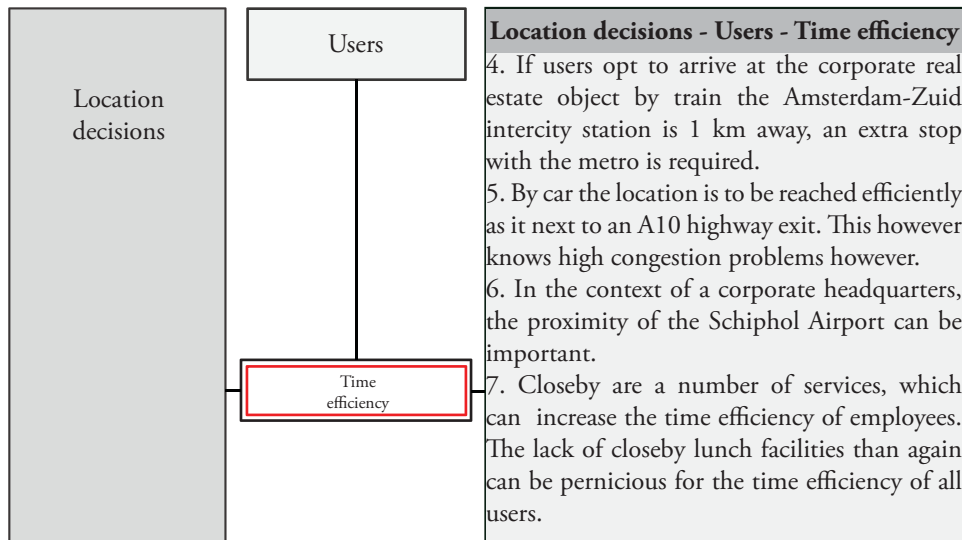 Location
decisions
Users
Time
efficiency
Location decisions - Users - Time efficiency
4. If users opt to arrive at the corporate real
estate object by train the Amsterdam-Zuid
intercity station is 1 km away, an extra stop
with the metro is required.
5. By car the location is to be reached efficiently
as it next to an A10 highway exit. This however
knows high congestion problems however.
6. In the context of a corporate headquarters,
the proximity of the Schiphol Airport can be
important.
7. Closeby are a number of services, which
can increase the time efficiency of employees.
The lack of closeby lunch facilities than again
can be pernicious for the time efficiency of all
users.